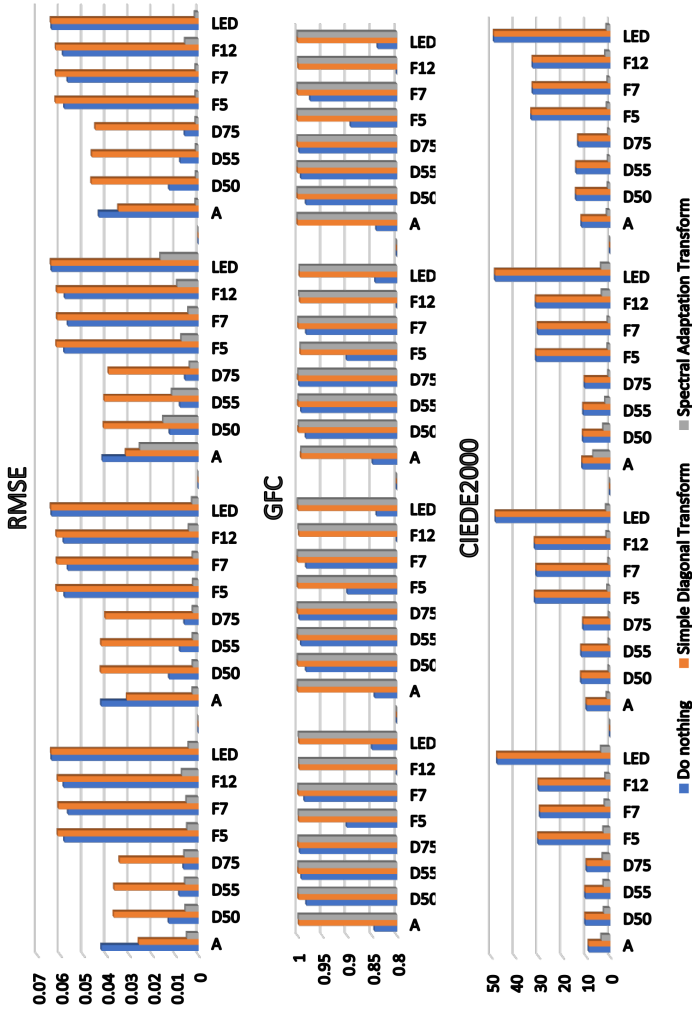 RMSE
0.07
0.06
0.05
0.04
0.03
0.02
0.01
0
A D50 D55 D75 F5 F7 F12 LED A D50 D55 D75 F5 F7 F12 LED A D50 D55 D75 F5 F7 F12 LED A D50 D55 D75 F5 F7 F12 LED
GFC
1
0.95
0.9
0.85
0.8
A D50 D55 D75 F5 F7 F12 LED A D50 D55 D75 F5 F7 F12 LED A D50 D55 D75 F5 F7 F12 LED A D50 D55 D75 F5 F7 F12 LED
CIEDE2000
50
40
30
20
10
0
A D50 D55 D75 F5 F7 F12 LED A D50 D55 D75 F5 F7 F12 LED A D50 D55 D75 F5 F7 F12 LED A D50 D55 D75 F5 F7 F12 LED
Do nothing Simple Diagonal Transform Spectral Adaptation Transform